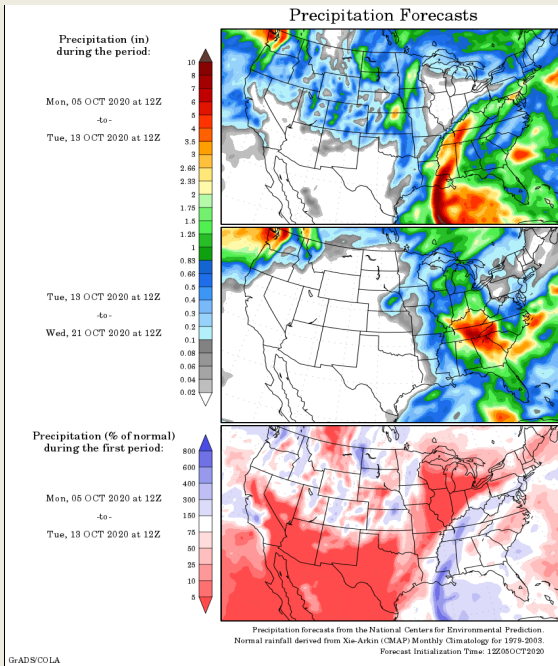 Precipitation Forecasts
Precipitation (in)
during the period:
Mon, 05 OCT 2020 at 12Z
-to-
Tue, 13 OCT 2020 at 12Z
10
8
7
6
5
4
3.5
3
2.66
2.33
2
1.75
1.5
1.25
1
0.83
0.66
0.5
0.4
0.3
0.2
0.1
0.08
0.06
0.04
0.02
Tue, 13 OCT 2020 at 12Z
-to-
Wed, 21 OCT 2020 at 12Z
Precipitation (% of normal)
during the first period:
Mon, 05 OCT 2020 at 12Z
-to-
Tue, 13 OCT 2020 at 12Z
800
600
400
300
150
75
50
25
10
5
Precipitation forecasts from the National Centers for Environmental Prediction.
Normal rainfall derived from Xie-Arkin (CMAP) Monthly Climatology for 1979-2003.
Forecast Initialization Time: 12Z05OCT2020
GrADS/COLA